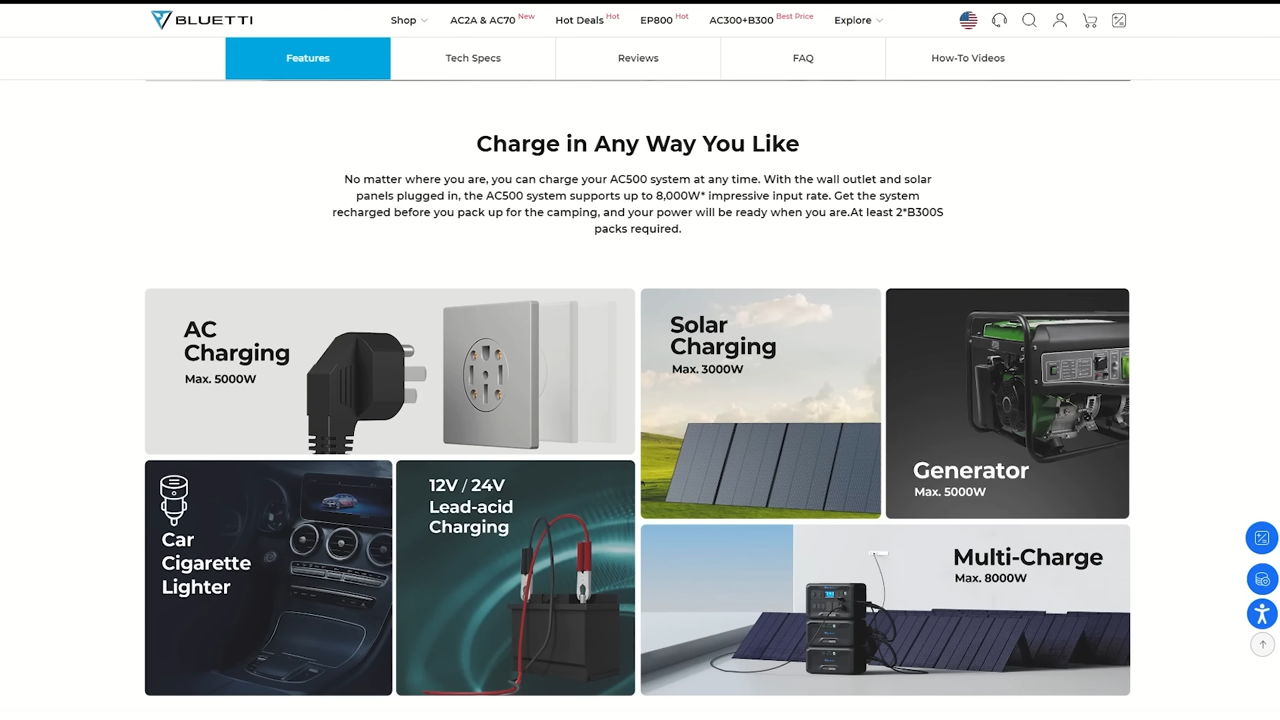 BLUETTI
Shop
AC2A & AC70 New
Hot Deals Hot
EP800 Hot
AC300+B300 Best Price
Explore
Features
Tech Specs
Reviews
FAQ
How-To Videos
Charge in Any Way You Like
No matter where you are, you can charge your AC500 system at any time. With the wall outlet and solar
panels plugged in, the AC500 system supports up to 8,000W* impressive input rate. Get the system
recharged before you pack up for the camping, and your power will be ready when you are.At least 2*B300S
packs required.
AC
Charging
Max. 5000W
Solar
Charging
Max. 3000W
Generator
Max. 5000W
Car
Cigarette
Lighter
12V / 24V
Lead-acid
Charging
Multi-Charge
Max. 8000W